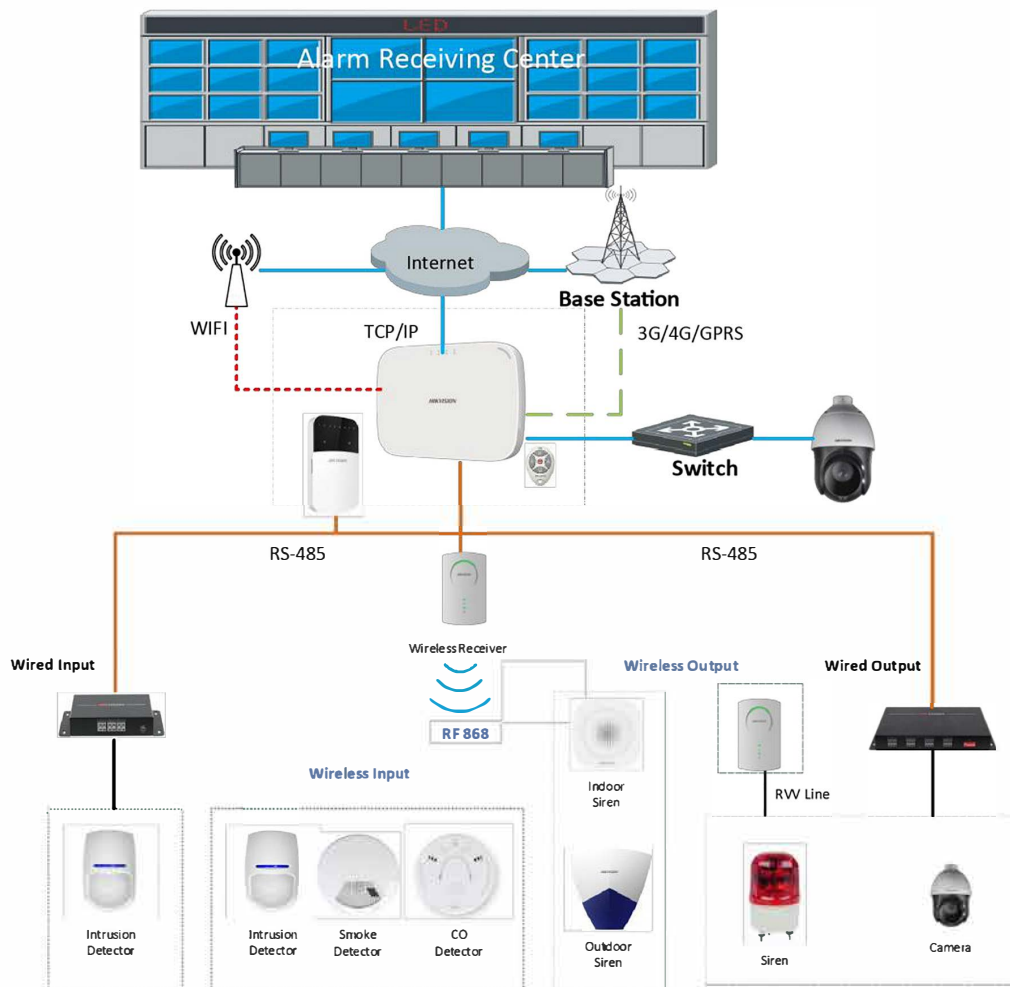 LED
Alarm Receiving Center
Internet
Base Station
WIFI
TCP/IP
3G/4G/GPRS
HIKVISION
Switch
RS-485
RS-485
Wireless Receiver
Wired Input
Wireless Output
Wired Output
RF 868
Wireless Input
Indoor
Siren
RVV Line
Intrusion
Detector
Intrusion
Detector
Smoke
Detector
CO
Detector
Outdoor
Siren
Siren
Camera